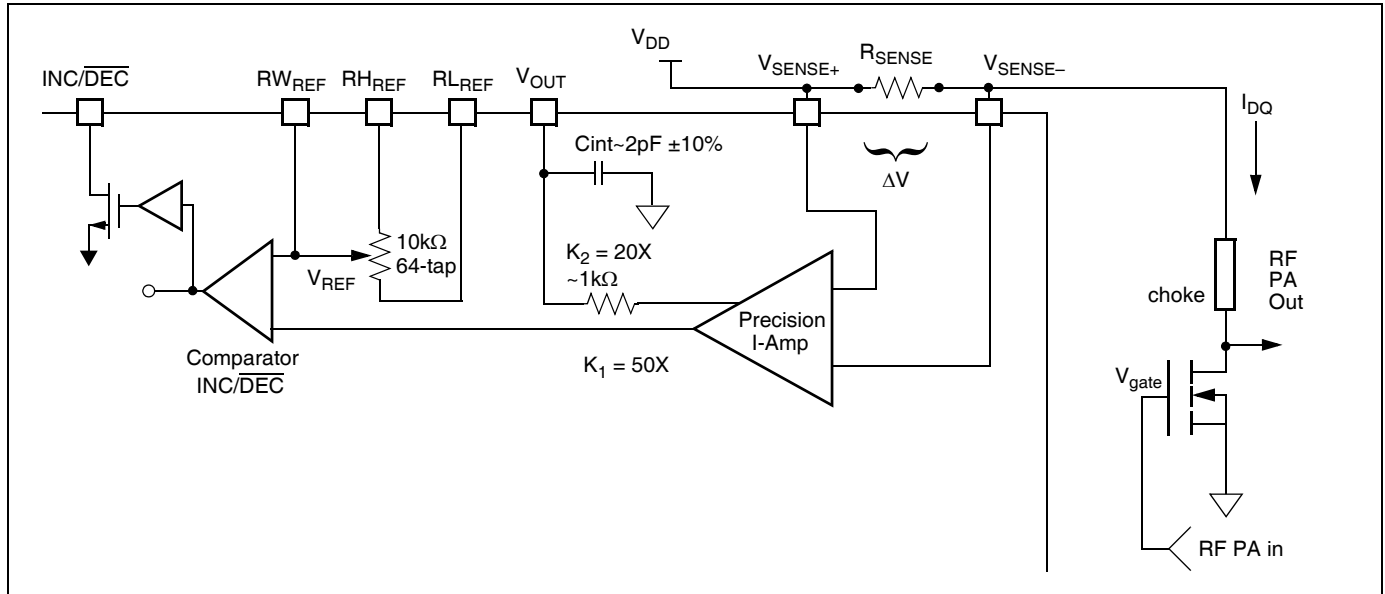 INC/DEC
RW_REF
RH_REF
RL_REF
V_OUT
V_DD
V_SENSE+
R_SENSE
V_SENSE–
I_DQ
Cint~2pF ±10%
ΔV
10kΩ
64-tap
V_REF
K_2 = 20X
~1kΩ
Precision
I-Amp
K_1 = 50X
Comparator
INC/DEC
choke
RF
PA
Out
V_gate
RF PA in